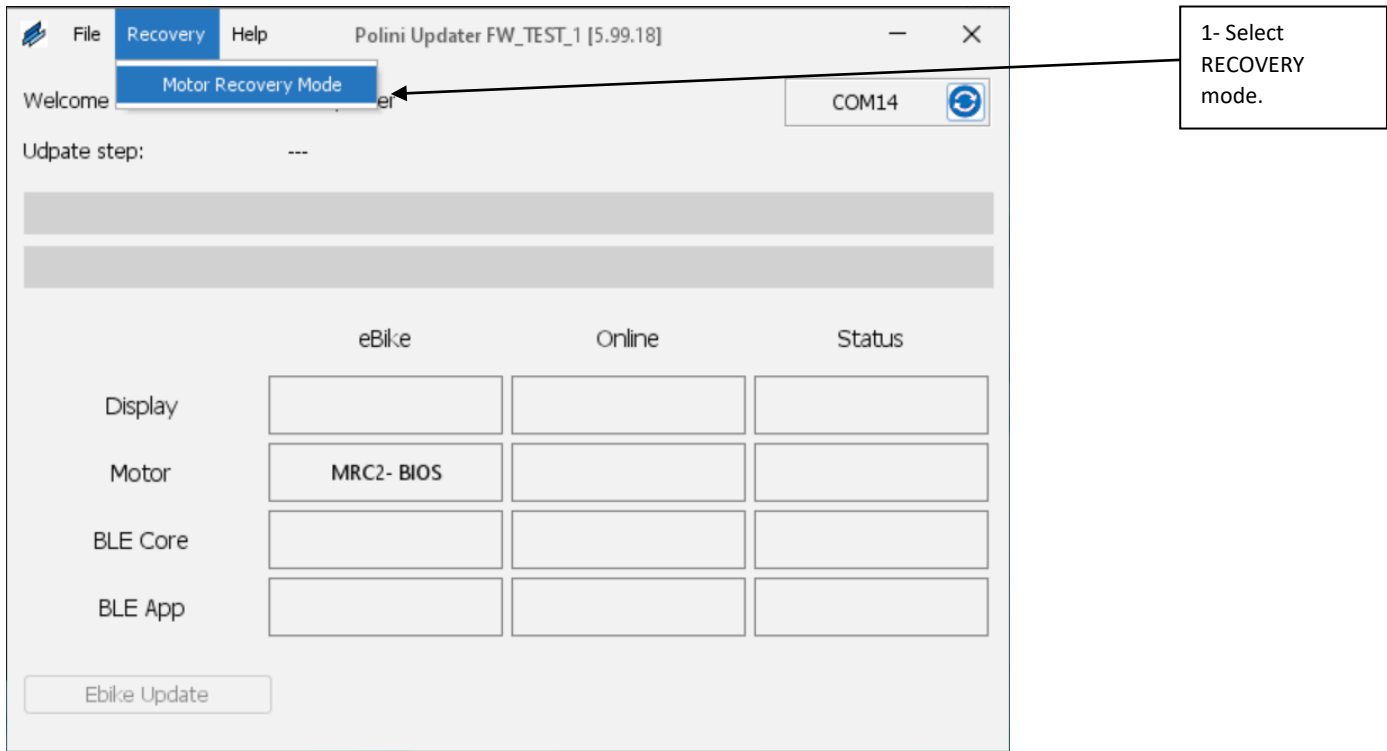 File Recovery Help Polini Updater FW_TEST_1 [5.99.18]
Motor Recovery Mode
Welcome
COM14
Udpate step: ---
eBike Online Status
Display
Motor MRC2- BIOS
BLE Core
BLE App
Ebike Update
1- Select
RECOVERY
mode.